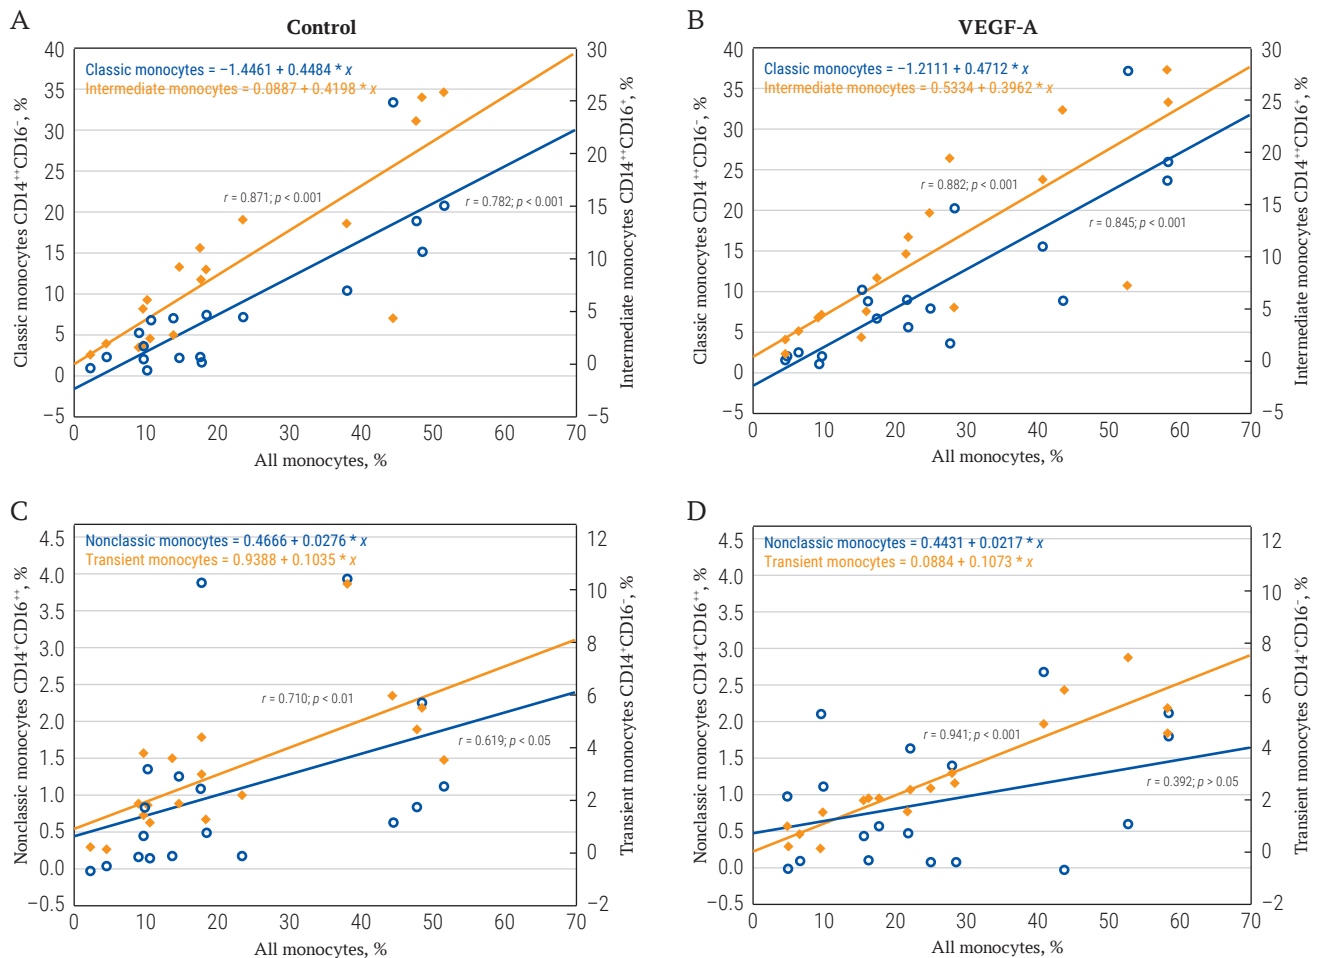 A
Control
Classic monocytes = −1.4461 + 0.4484 * x
Intermediate monocytes = 0.0887 + 0.4198 * x
r = 0.871; p < 0.001
r = 0.782; p < 0.001
Classic monocytes CD14⁺⁺CD16⁻, %
40
35
30
25
20
15
10
5
0
−5
Intermediate monocytes CD14⁺⁺CD16⁺, %
30
25
20
15
10
5
0
−5
0 10 20 30 40 50 60 70
All monocytes, %
B
VEGF-A
Classic monocytes = −1.2111 + 0.4712 * x
Intermediate monocytes = 0.5334 + 0.3962 * x
r = 0.882; p < 0.001
r = 0.845; p < 0.001
Classic monocytes CD14⁺⁺CD16⁻, %
40
35
30
25
20
15
10
5
0
−5
Intermediate monocytes CD14⁺⁺CD16⁺, %
30
25
20
15
10
5
0
−5
0 10 20 30 40 50 60 70
All monocytes, %
C
Nonclassic monocytes = 0.4666 + 0.0276 * x
Transient monocytes = 0.9388 + 0.1035 * x
r = 0.710; p < 0.01
r = 0.619; p < 0.05
Nonclassic monocytes CD14⁺CD16⁺⁺, %
4.5
4.0
3.5
3.0
2.5
2.0
1.5
1.0
0.5
0.0
−0.5
Transient monocytes CD14⁺CD16⁻, %
12
10
8
6
4
2
0
−2
0 10 20 30 40 50 60 70
All monocytes, %
D
Nonclassic monocytes = 0.4431 + 0.0217 * x
Transient monocytes = 0.0884 + 0.1073 * x
r = 0.941; p < 0.001
r = 0.392; p > 0.05
Nonclassic monocytes CD14⁺CD16⁺⁺, %
4.5
4.0
3.5
3.0
2.5
2.0
1.5
1.0
0.5
0.0
−0.5
Transient monocytes CD14⁺CD16⁻, %
12
10
8
6
4
2
0
−2
0 10 20 30 40 50 60 70
All monocytes, %